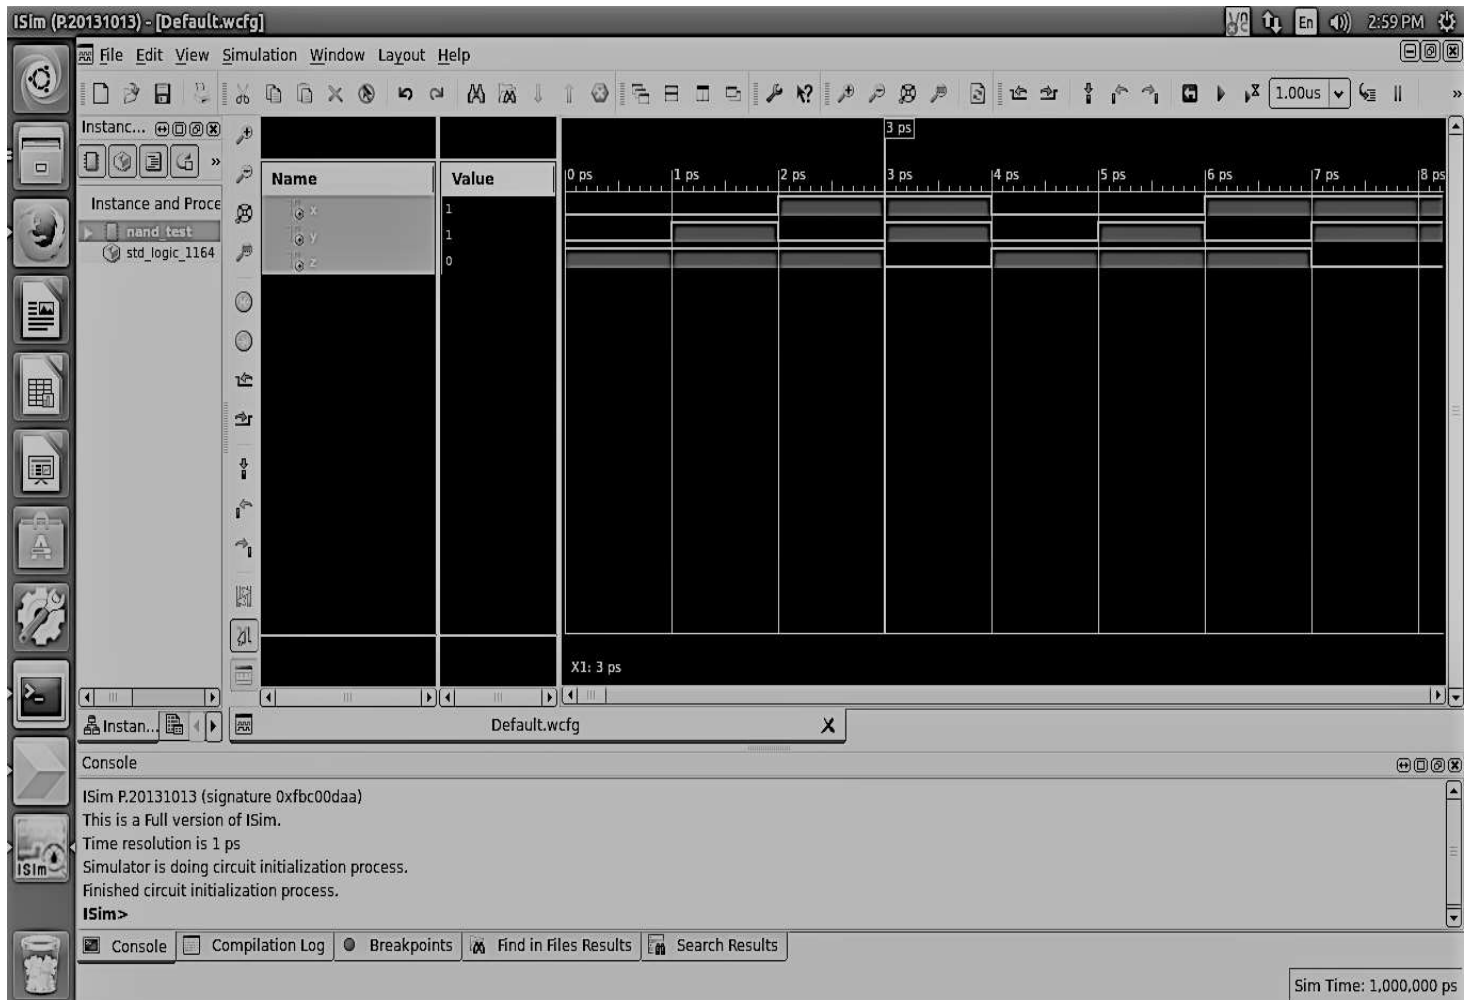 ISim (P.20131013) - [Default.wcfg]
En
2:59 PM
File Edit View Simulation Window Layout Help
1.00us
»
Instanc...
»
Instance and Proce
nand_test
std_logic_1164
Name
Value
x
1
y
1
z
0
3 ps
0 ps 1 ps 2 ps 3 ps 4 ps 5 ps 6 ps 7 ps 8 ps
X1: 3 ps
Instan...
Default.wcfg
Console
ISim P.20131013 (signature 0xfbc00daa)
This is a Full version of ISim.
Time resolution is 1 ps
Simulator is doing circuit initialization process.
Finished circuit initialization process.
ISim>
ISim
Console Compilation Log Breakpoints Find in Files Results Search Results
Sim Time: 1,000,000 ps